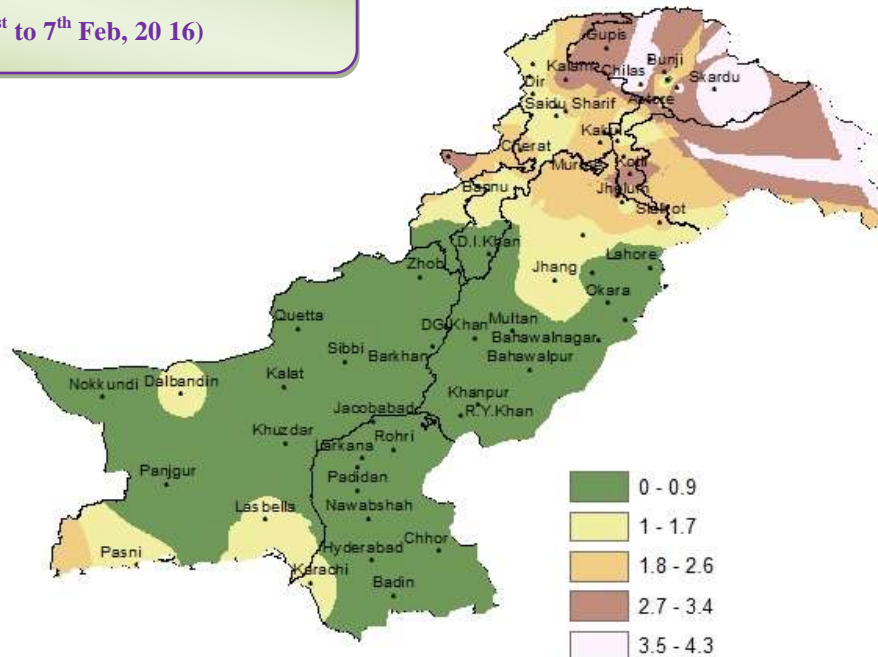 st to 7th Feb, 20 16)
Gupis
Kalam
Chilas
Bunji
Skardu
Dir
Astore
Saidu Sharif
Kakul
Cherat
Murree
Kotli
Bannu
Jhelum
Sialkot
D.I.Khan
Zhob
Lahore
Jhang
Okara
Quetta
DG Khan
Multan
Bahawalnagar
Sibbi
Barkhan
Bahawalpur
Nokkundi
Dalbandin
Kalat
Khanpur
Jacobabad
R.Y.Khan
Khuzdar
Larkana
Rohri
Panjgur
Padidan
Lasbella
Nawabshah
Pasni
Hyderabad
Chhor
Karachi
Badin
0 - 0.9
1 - 1.7
1.8 - 2.6
2.7 - 3.4
3.5 - 4.3